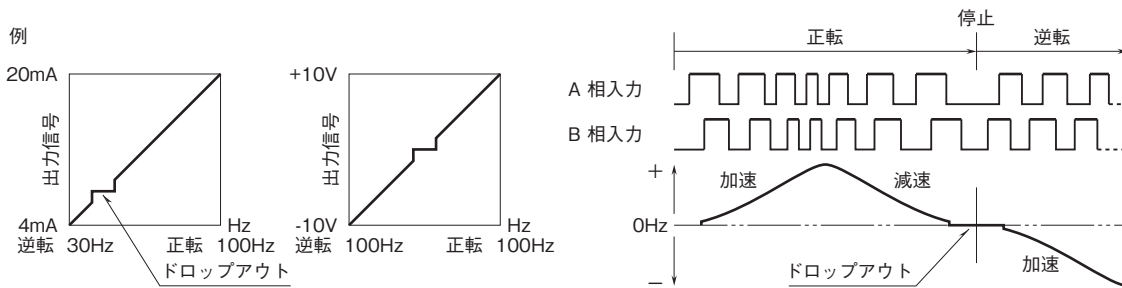 例
20mA
出力信号
4mA
Hz
逆転 30Hz 正転 100Hz
ドロップアウト
+10V
出力信号
-10V
Hz
逆転 100Hz 正転 100Hz
停止
正転 逆転
A 相入力
B 相入力
+
加速 減速
0Hz
ドロップアウト
加速
−